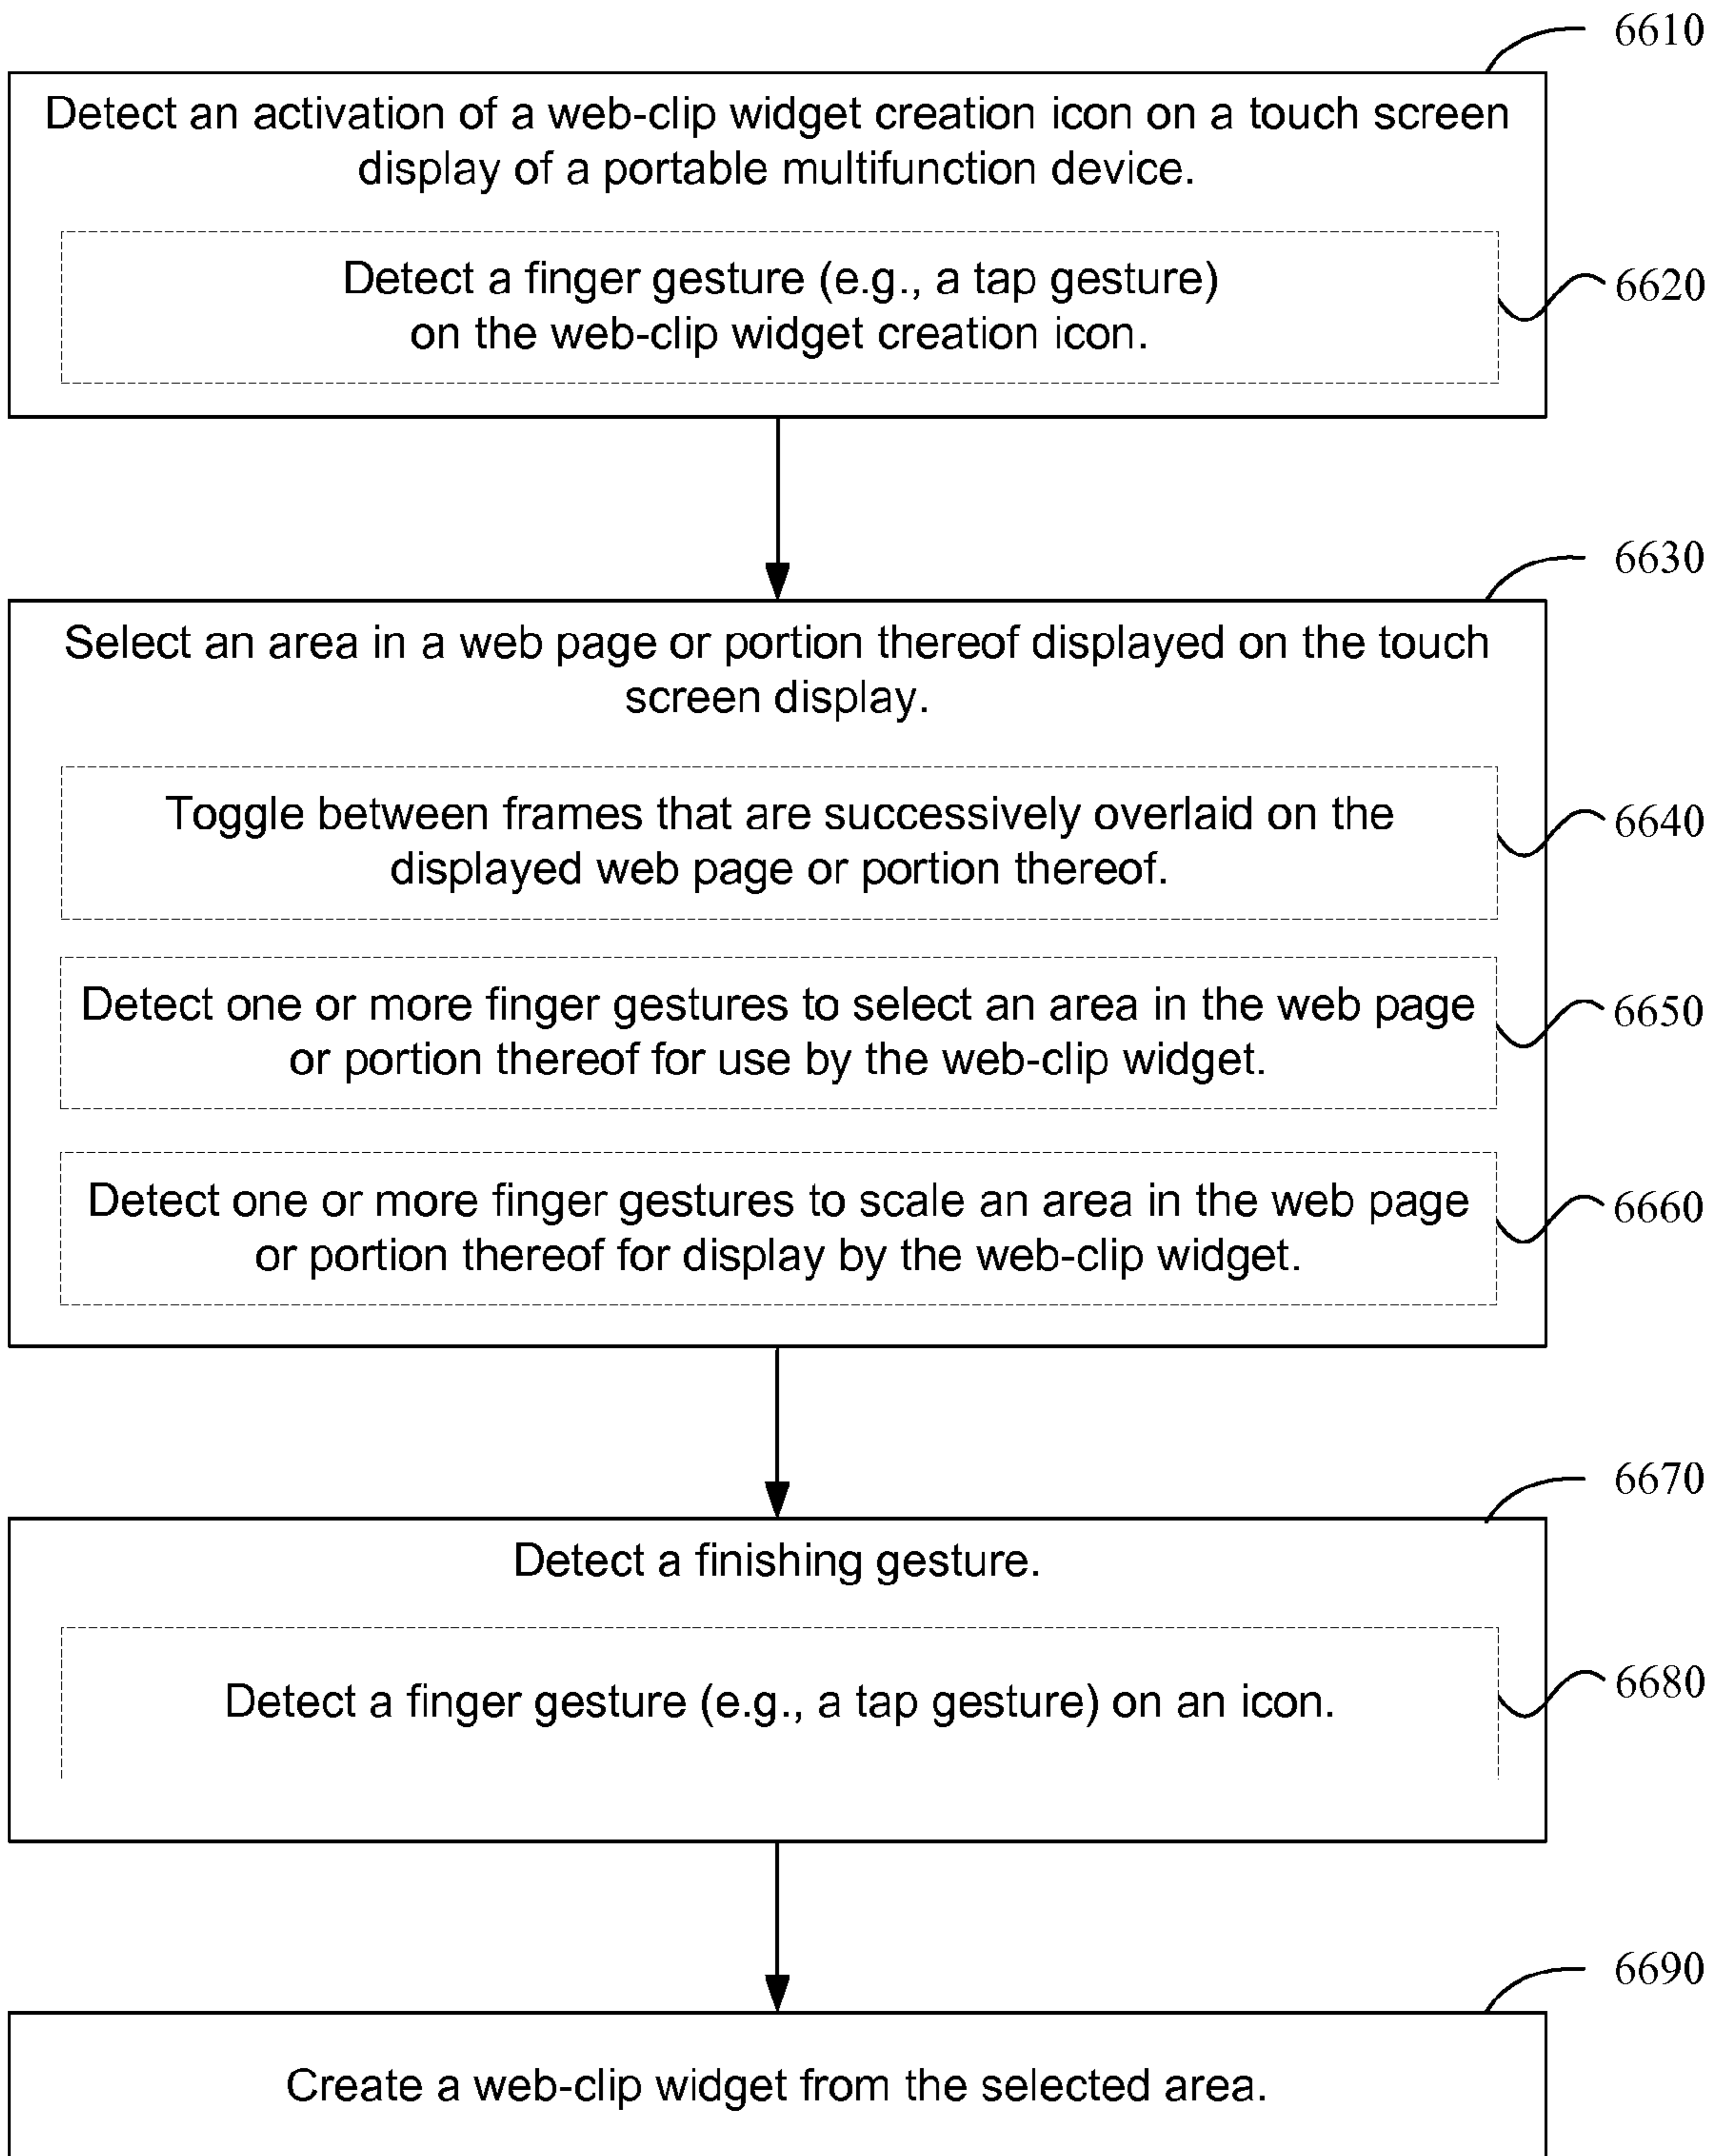 6610
Detect an activation of a web-clip widget creation icon on a touch screen
display of a portable multifunction device.
Detect a finger gesture (e.g., a tap gesture)
on the web-clip widget creation icon.
6620
6630
Select an area in a web page or portion thereof displayed on the touch
screen display.
Toggle between frames that are successively overlaid on the
displayed web page or portion thereof.
6640
Detect one or more finger gestures to select an area in the web page
or portion thereof for use by the web-clip widget.
6650
Detect one or more finger gestures to scale an area in the web page
or portion thereof for display by the web-clip widget.
6660
6670
Detect a finishing gesture.
Detect a finger gesture (e.g., a tap gesture) on an icon.
6680
6690
Create a web-clip widget from the selected area.